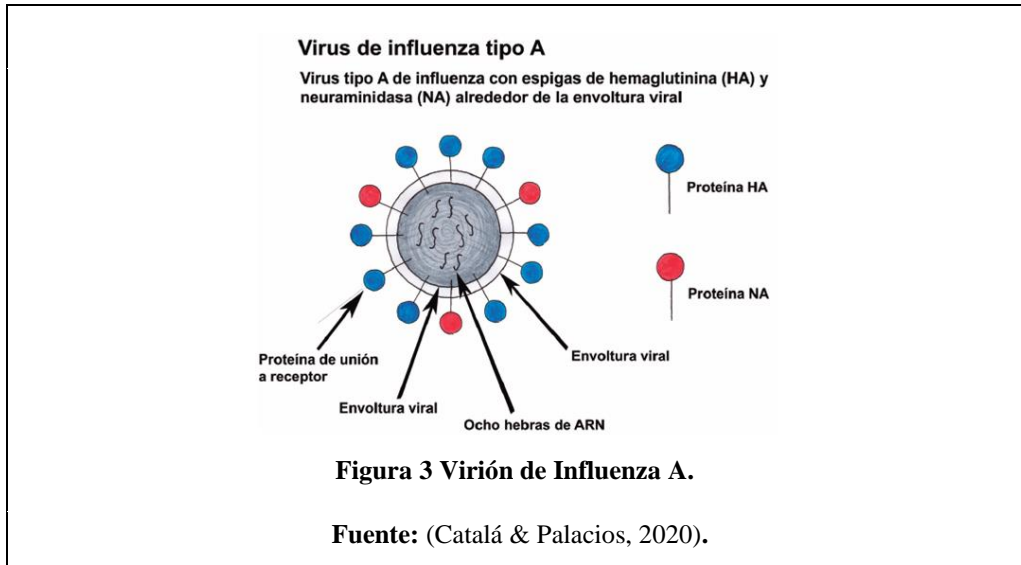 Virus de influenza tipo A
Virus tipo A de influenza con espigas de hemaglutinina (HA) y
neuraminidasa (NA) alrededor de la envoltura viral
Proteína HA
Proteína NA
Proteína de unión
a receptor
Envoltura viral
Envoltura viral
Ocho hebras de ARN
Figura 3 Virión de Influenza A.
Fuente: (Catalá & Palacios, 2020).